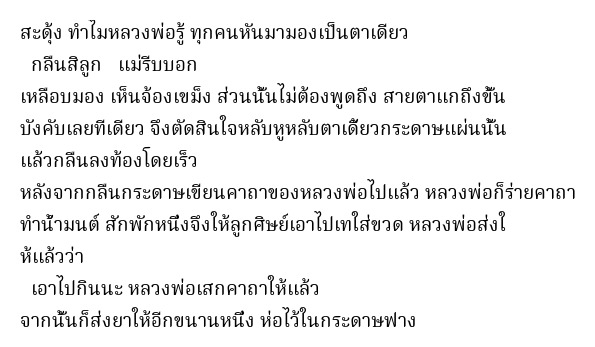 สะดุ้ง ทำไมหลวงพ่อรู้ ทุกคนหันมามองเป็นตาเดียว
กลืนสิลูก แม่รีบบอก
เหลือบมอง เห็นจ้องเขม็ง ส่วนนั้นไม่ต้องพูดถึง สายตาแกถึงขั้น
บังคับเลยทีเดียว จึงตัดสินใจหลับหูหลับตาเคี้ยวกระดาษแผ่นนั้น
แล้วกลืนลงท้องโดยเร็ว
หลังจากกลืนกระดาษเขียนคาถาของหลวงพ่อไปแล้ว หลวงพ่อก็ร่ายคาถา
ทำน้ำมนต์ สักพักหนึ่งจึงให้ลูกศิษย์เอาไปเทใส่ขวด หลวงพ่อส่งใ
ห้แล้วว่า
เอาไปกินนะ หลวงพ่อเสกคาถาให้แล้ว
จากนั้นก็ส่งยาให้อีกขนานหนึ่ง ห่อไว้ในกระดาษฟาง